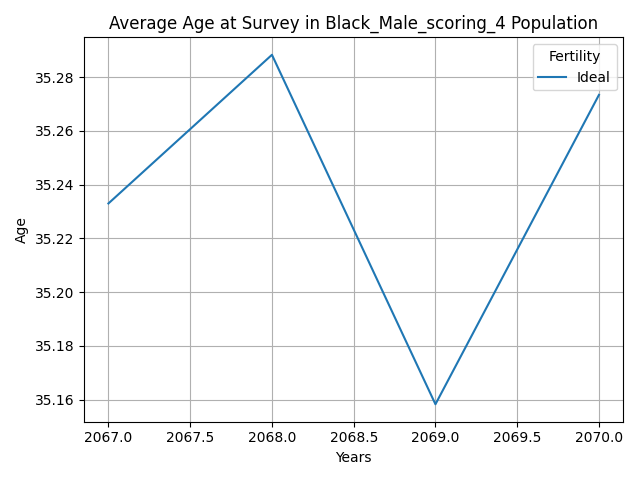 Average Age at Survey in Black_Male_scoring_4 Population
Fertility
Ideal
Age
35.28
35.26
35.24
35.22
35.20
35.18
35.16
2067.0 2067.5 2068.0 2068.5 2069.0 2069.5 2070.0
Years